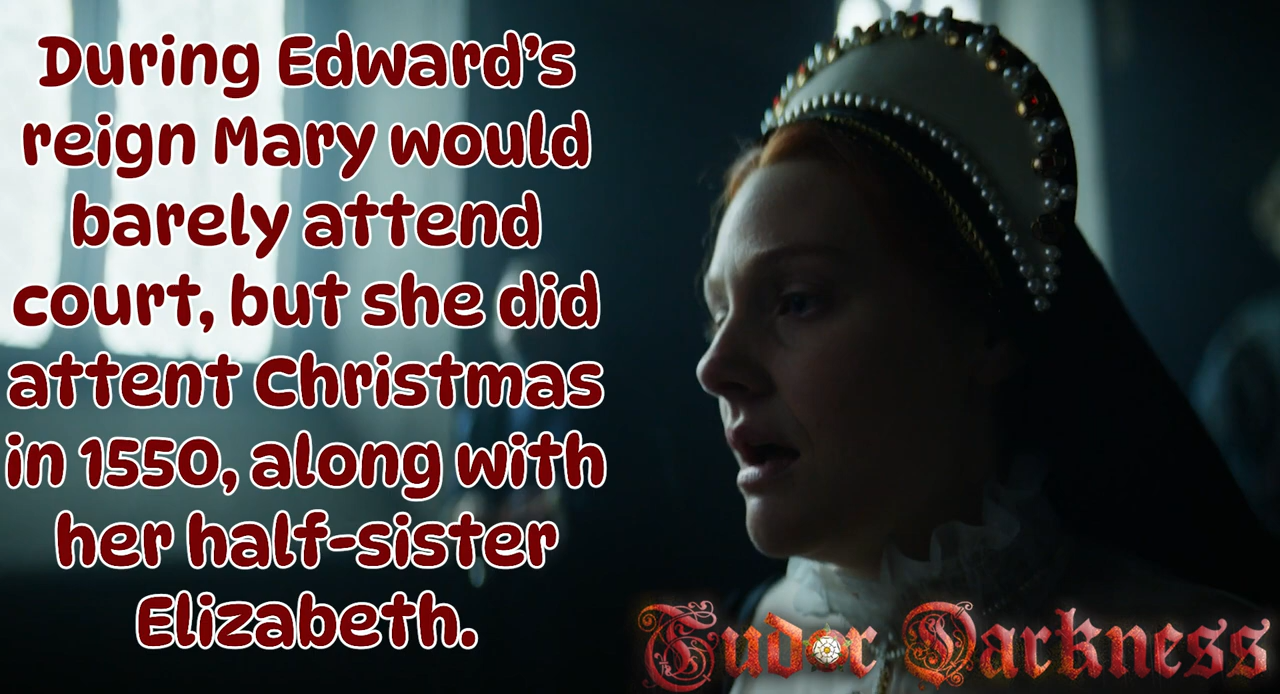 During Edward’s
reign Mary would
barely attend
court, but she did
attent Christmas
in 1550, along with
her half-sister
Elizabeth.
Tudor Darkness